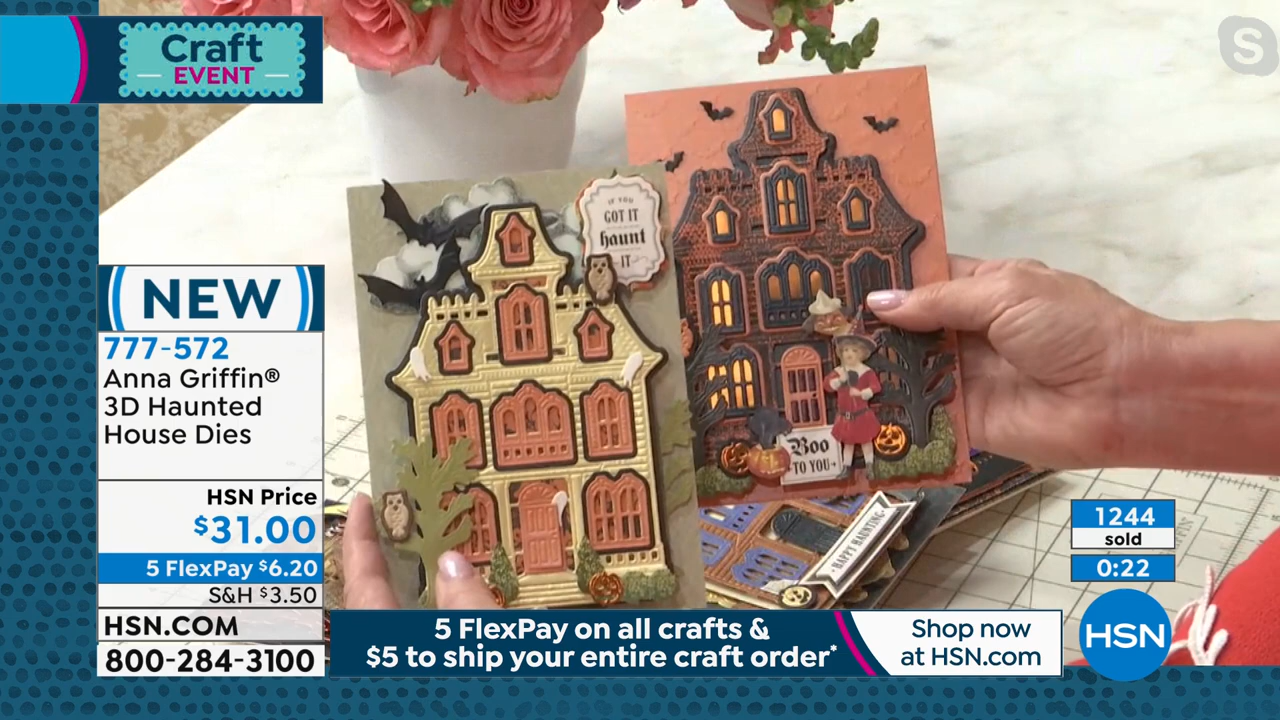 Craft
EVENT
S
NEW
777-572
Anna Griffin®
3D Haunted
House Dies
HSN Price
$31.00
5 FlexPay $6.20
S&H $3.50
HSN.COM
800-284-3100
IF YOU
GOT IT
haunt
IT
Boo
TO YOU
HAPPY HAUNTING
1244
sold
0:22
5 FlexPay on all crafts &
$5 to ship your entire craft order*
Shop now
at HSN.com
HSN